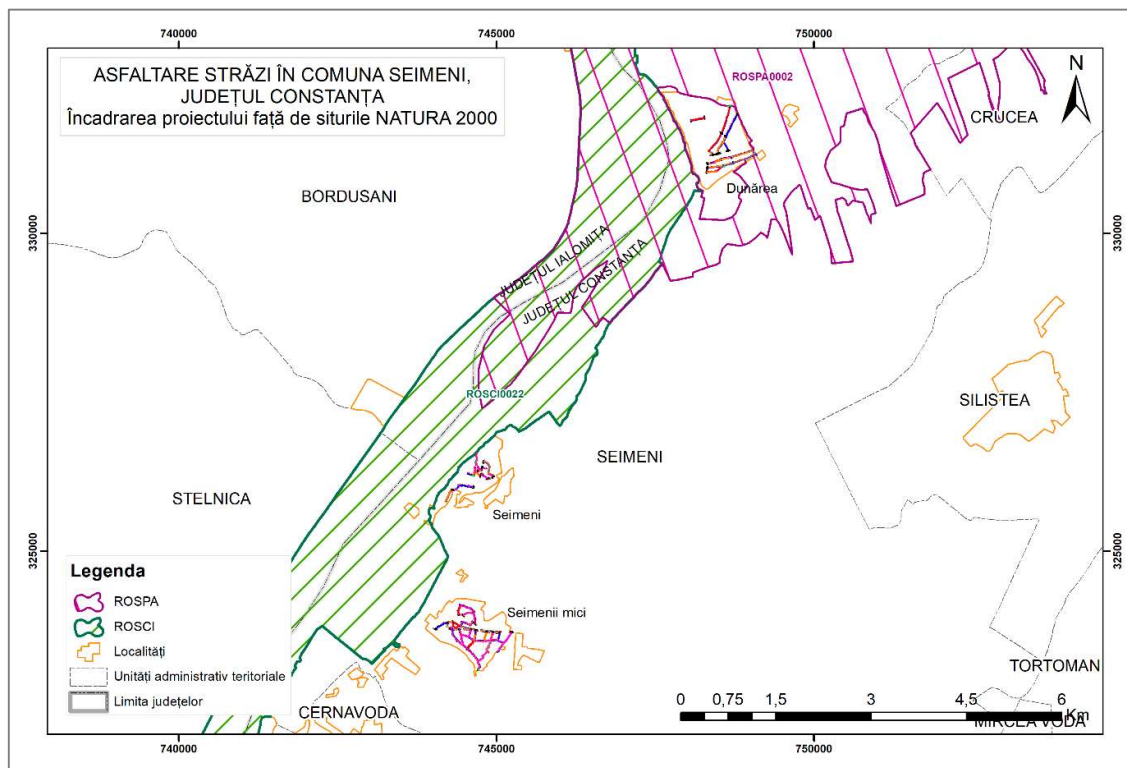 740000
745000
750000
ASFALTARE STRĂZI ÎN COMUNA SEIMENI,
JUDEȚUL CONSTANȚA
Încadrarea proiectului față de siturile NATURA 2000
ROSPA0002
N
CRUCEA
BORDUSANI
Dunărea
330000
330000
JUDEȚUL IALOMIȚA
JUDEȚUL CONSTANȚA
ROSCI0022
SILISTEA
SEIMENI
STELNICA
Seimeni
325000
325000
Legenda
ROSPA
ROSCI
Localități
Unități administrativ teritoriale
Limita județelor
Seimenii mici
TORTOMAN
CERNAVODA
0 0,75 1,5 3 4,5 6
Km
MIRCEA VODA
740000
745000
750000